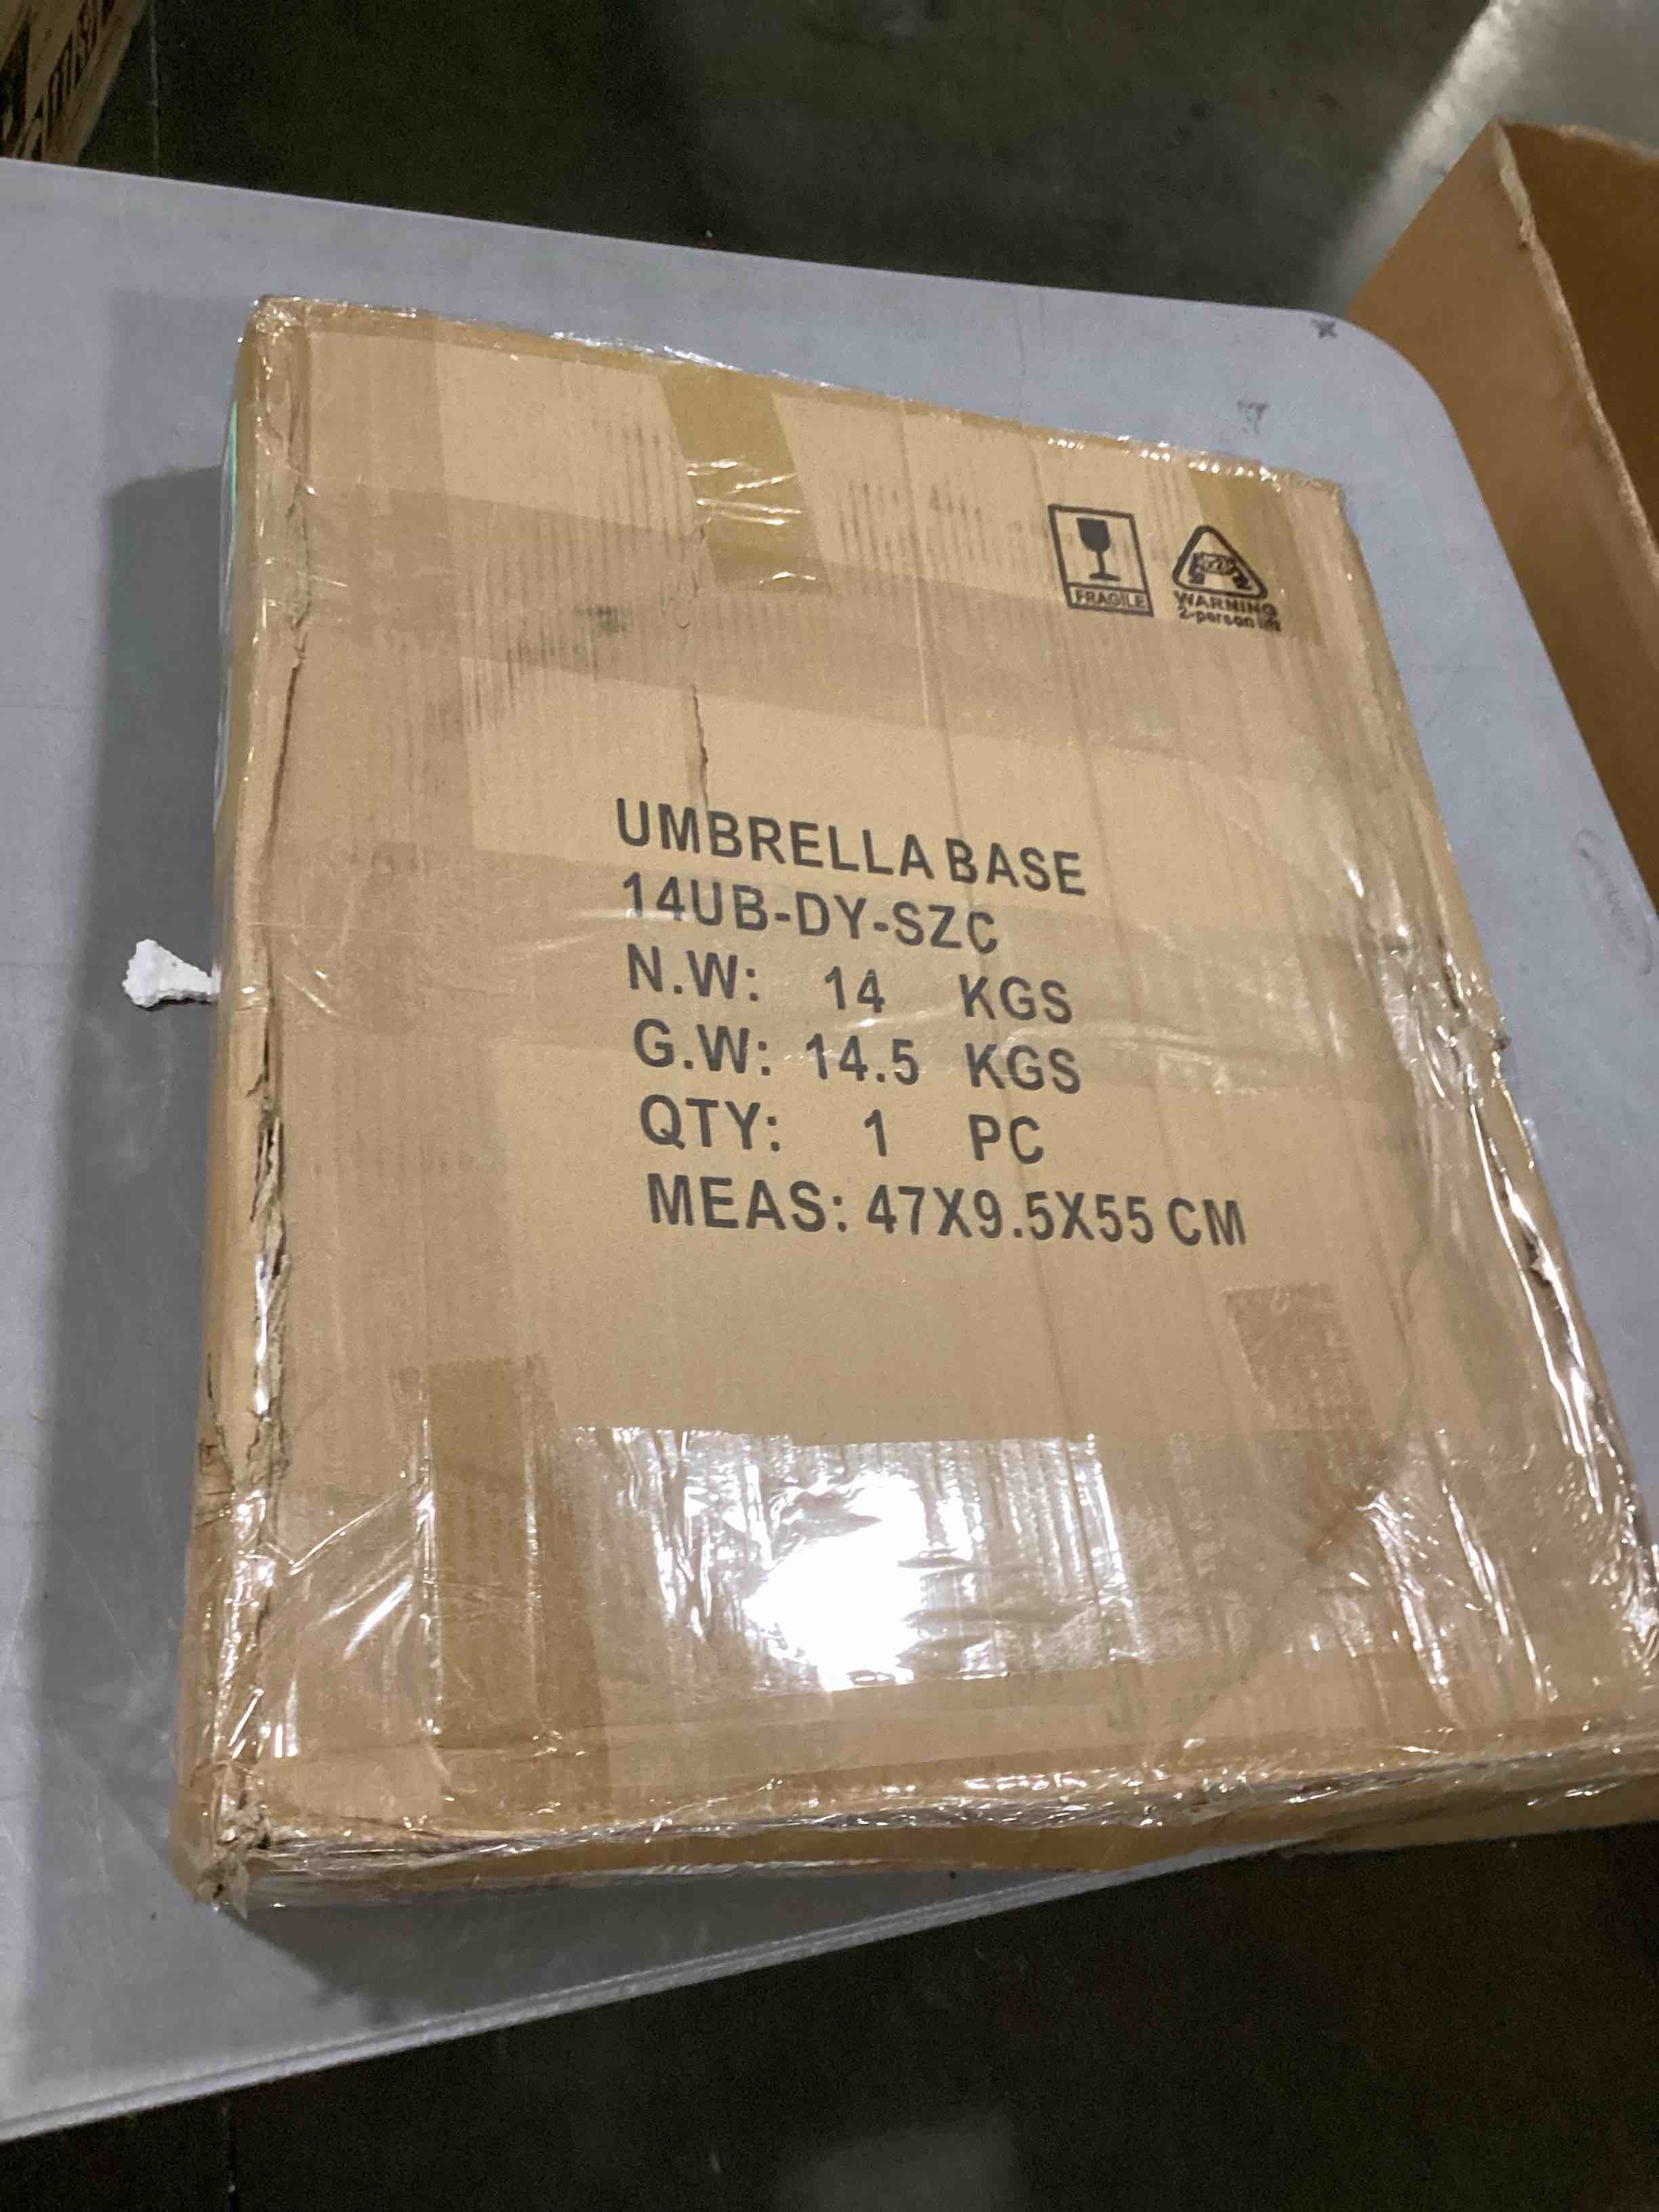 FRAGILE
WARNING
2-person lift
UMBRELLA BASE
14UB-DY-SZC
N.W: 14 KGS
G.W: 14.5 KGS
QTY: 1 PC
MEAS: 47X9.5X55 CM